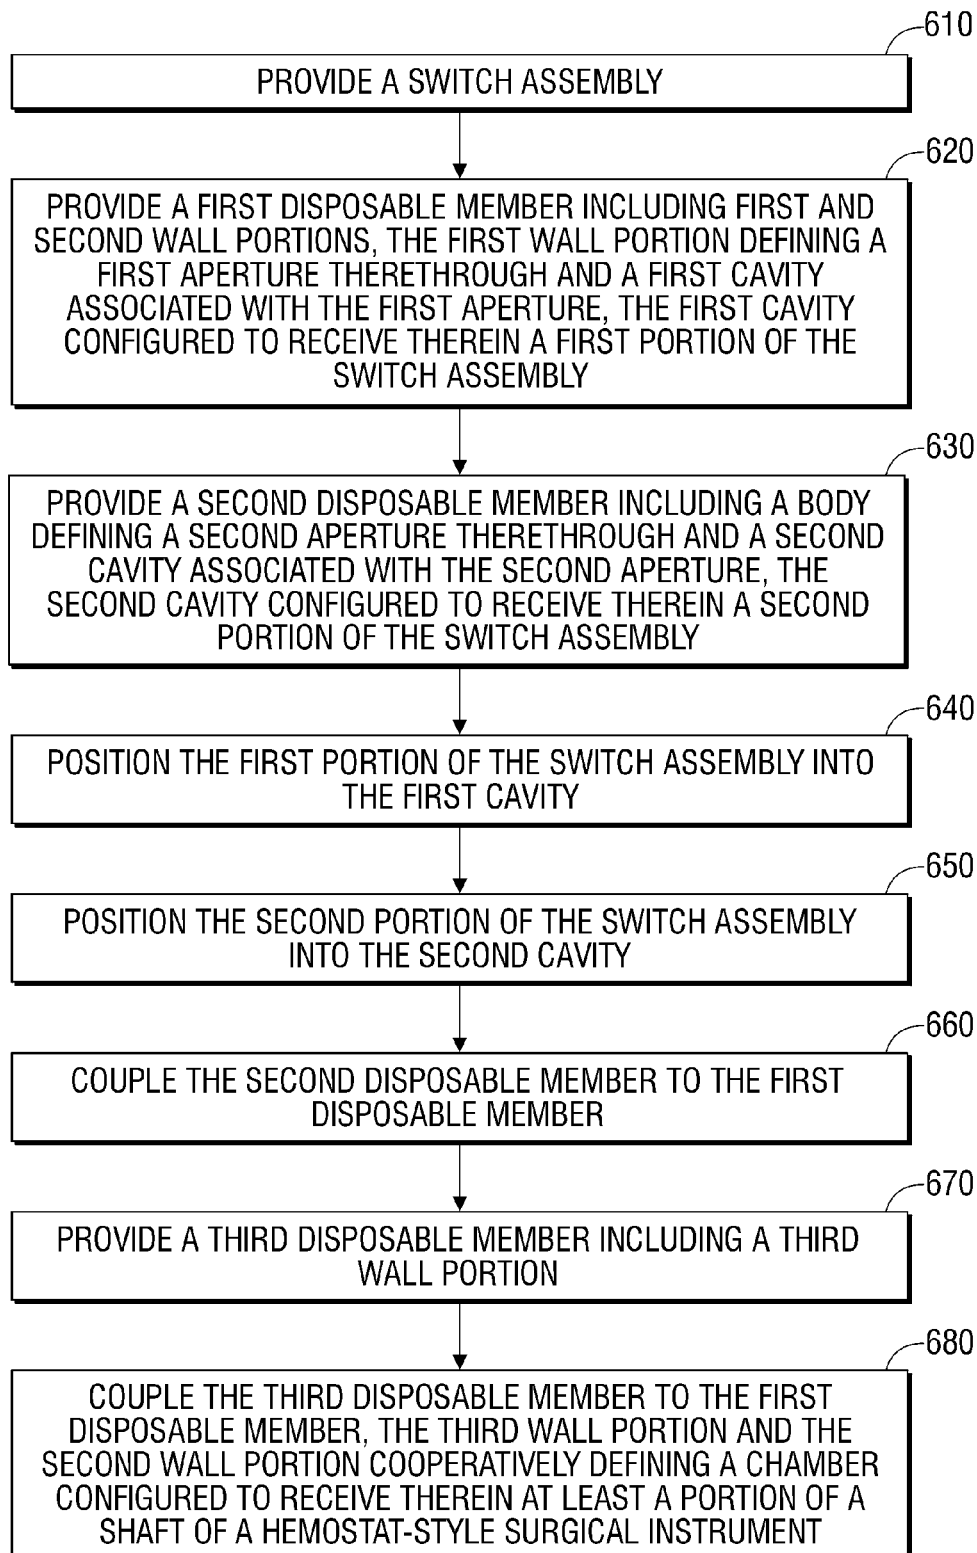 610
PROVIDE A SWITCH ASSEMBLY
620
PROVIDE A FIRST DISPOSABLE MEMBER INCLUDING FIRST AND
SECOND WALL PORTIONS, THE FIRST WALL PORTION DEFINING A
FIRST APERTURE THERETHROUGH AND A FIRST CAVITY
ASSOCIATED WITH THE FIRST APERTURE, THE FIRST CAVITY
CONFIGURED TO RECEIVE THEREIN A FIRST PORTION OF THE
SWITCH ASSEMBLY
630
PROVIDE A SECOND DISPOSABLE MEMBER INCLUDING A BODY
DEFINING A SECOND APERTURE THERETHROUGH AND A SECOND
CAVITY ASSOCIATED WITH THE SECOND APERTURE, THE
SECOND CAVITY CONFIGURED TO RECEIVE THEREIN A SECOND
PORTION OF THE SWITCH ASSEMBLY
640
POSITION THE FIRST PORTION OF THE SWITCH ASSEMBLY INTO
THE FIRST CAVITY
650
POSITION THE SECOND PORTION OF THE SWITCH ASSEMBLY
INTO THE SECOND CAVITY
660
COUPLE THE SECOND DISPOSABLE MEMBER TO THE FIRST
DISPOSABLE MEMBER
670
PROVIDE A THIRD DISPOSABLE MEMBER INCLUDING A THIRD
WALL PORTION
680
COUPLE THE THIRD DISPOSABLE MEMBER TO THE FIRST
DISPOSABLE MEMBER, THE THIRD WALL PORTION AND THE
SECOND WALL PORTION COOPERATIVELY DEFINING A CHAMBER
CONFIGURED TO RECEIVE THEREIN AT LEAST A PORTION OF A
SHAFT OF A HEMOSTAT-STYLE SURGICAL INSTRUMENT